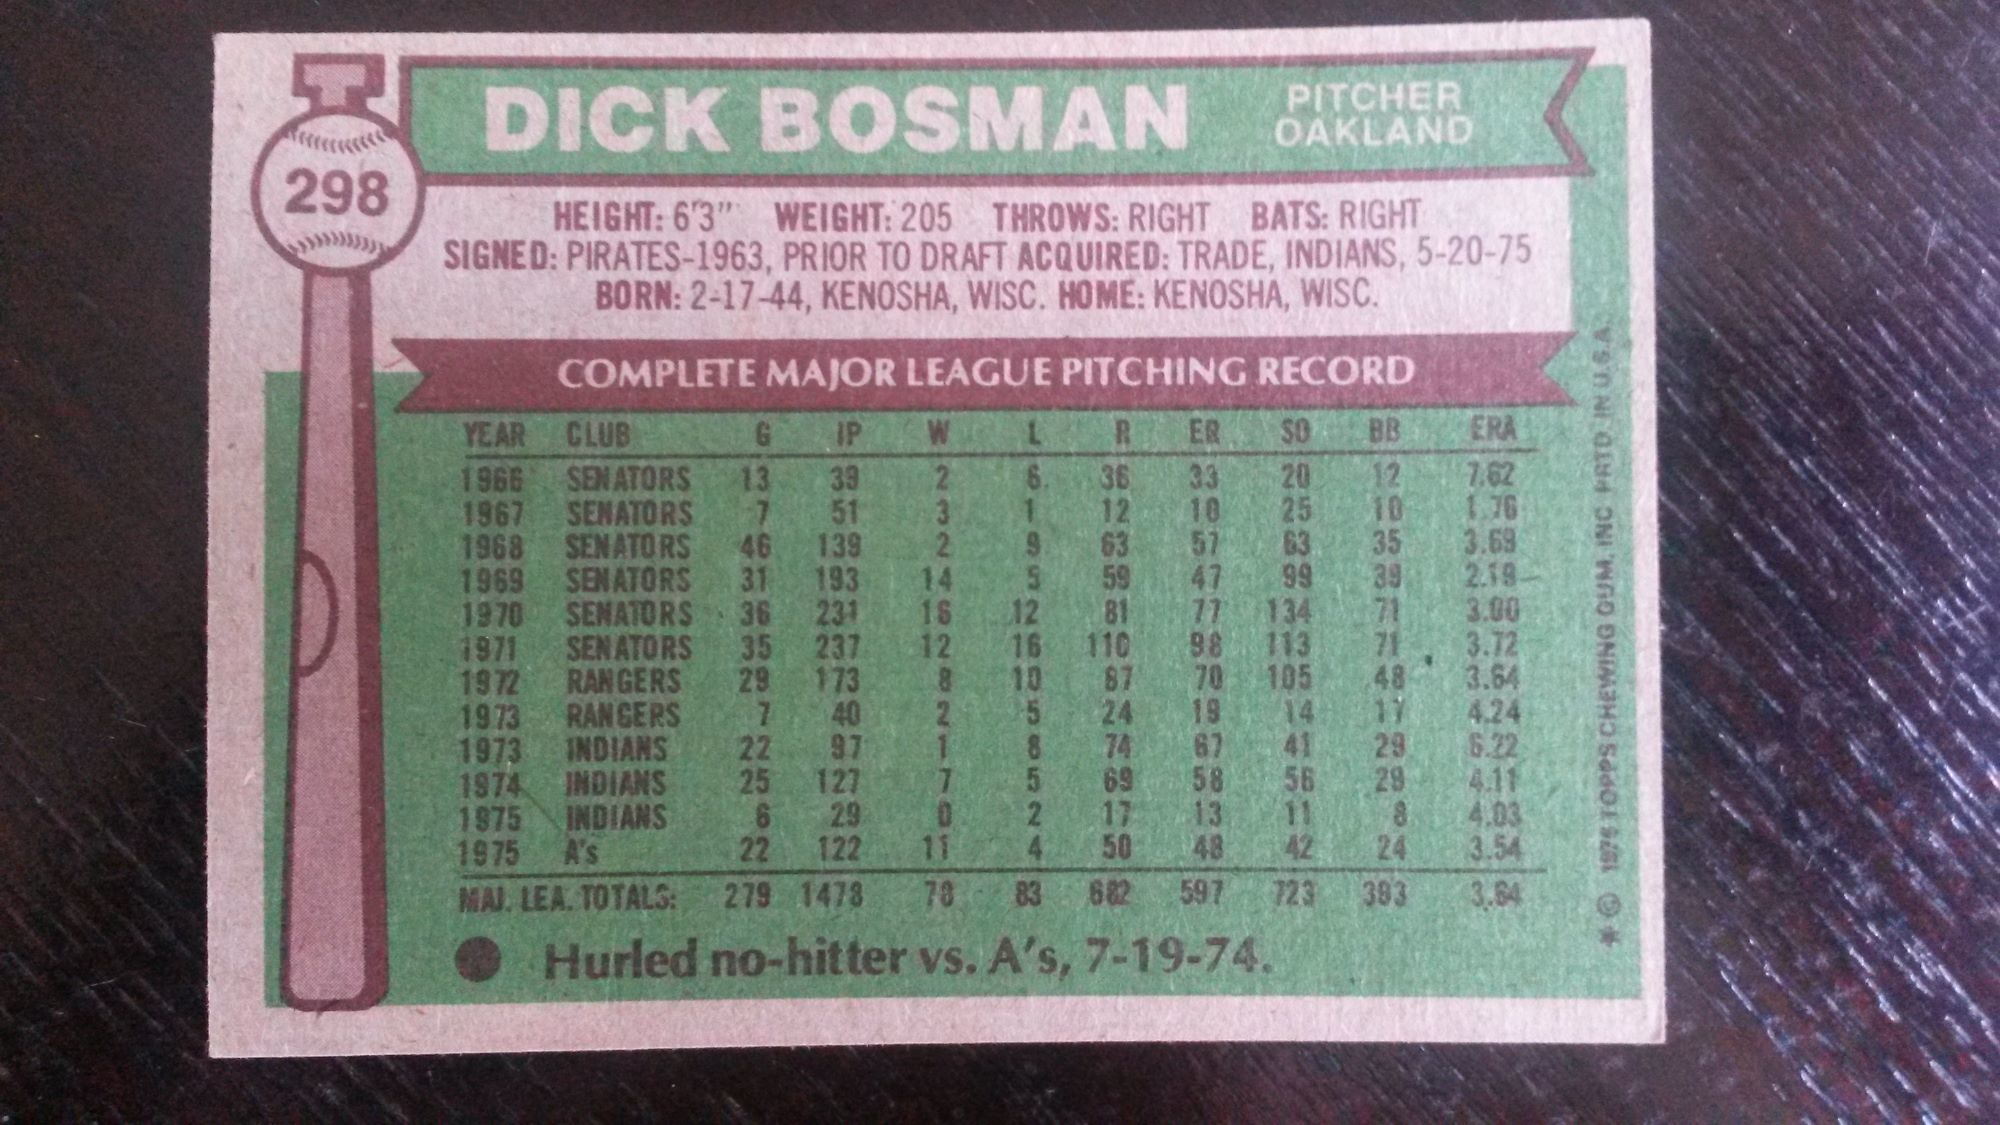 298
DICK BOSMAN
PITCHER
OAKLAND
HEIGHT: 6'3" WEIGHT: 205 THROWS: RIGHT BATS: RIGHT
SIGNED: PIRATES-1963, PRIOR TO DRAFT ACQUIRED: TRADE, INDIANS, 5-20-75
BORN: 2-17-44, KENOSHA, WISC. HOME: KENOSHA, WISC.
COMPLETE MAJOR LEAGUE PITCHING RECORD
YEAR CLUB G IP W L R ER SO BB ERA
1966 SENATORS 13 39 2 6 36 33 20 12 7.62
1967 SENATORS 7 51 3 1 12 10 25 10 1.76
1968 SENATORS 46 139 2 9 63 57 63 35 3.69
1969 SENATORS 31 193 14 5 59 47 99 39 2.19
1970 SENATORS 36 231 16 12 81 77 134 71 3.00
1971 SENATORS 35 237 12 16 110 98 113 71 3.72
1972 RANGERS 29 173 8 10 87 70 105 48 3.64
1973 RANGERS 7 40 2 5 24 19 14 17 4.24
1973 INDIANS 22 97 1 8 74 67 41 29 6.22
1974 INDIANS 25 127 7 5 69 58 56 29 4.11
1975 INDIANS 6 29 0 2 17 13 11 8 4.03
1975 A's 22 122 11 4 50 48 42 24 3.54
MAJ. LEA. TOTALS: 279 1478 78 83 682 597 723 393 3.64
Hurled no-hitter vs. A's, 7-19-74.
* © 1976 TOPPS CHEWING GUM, INC PRTD. IN U.S.A.